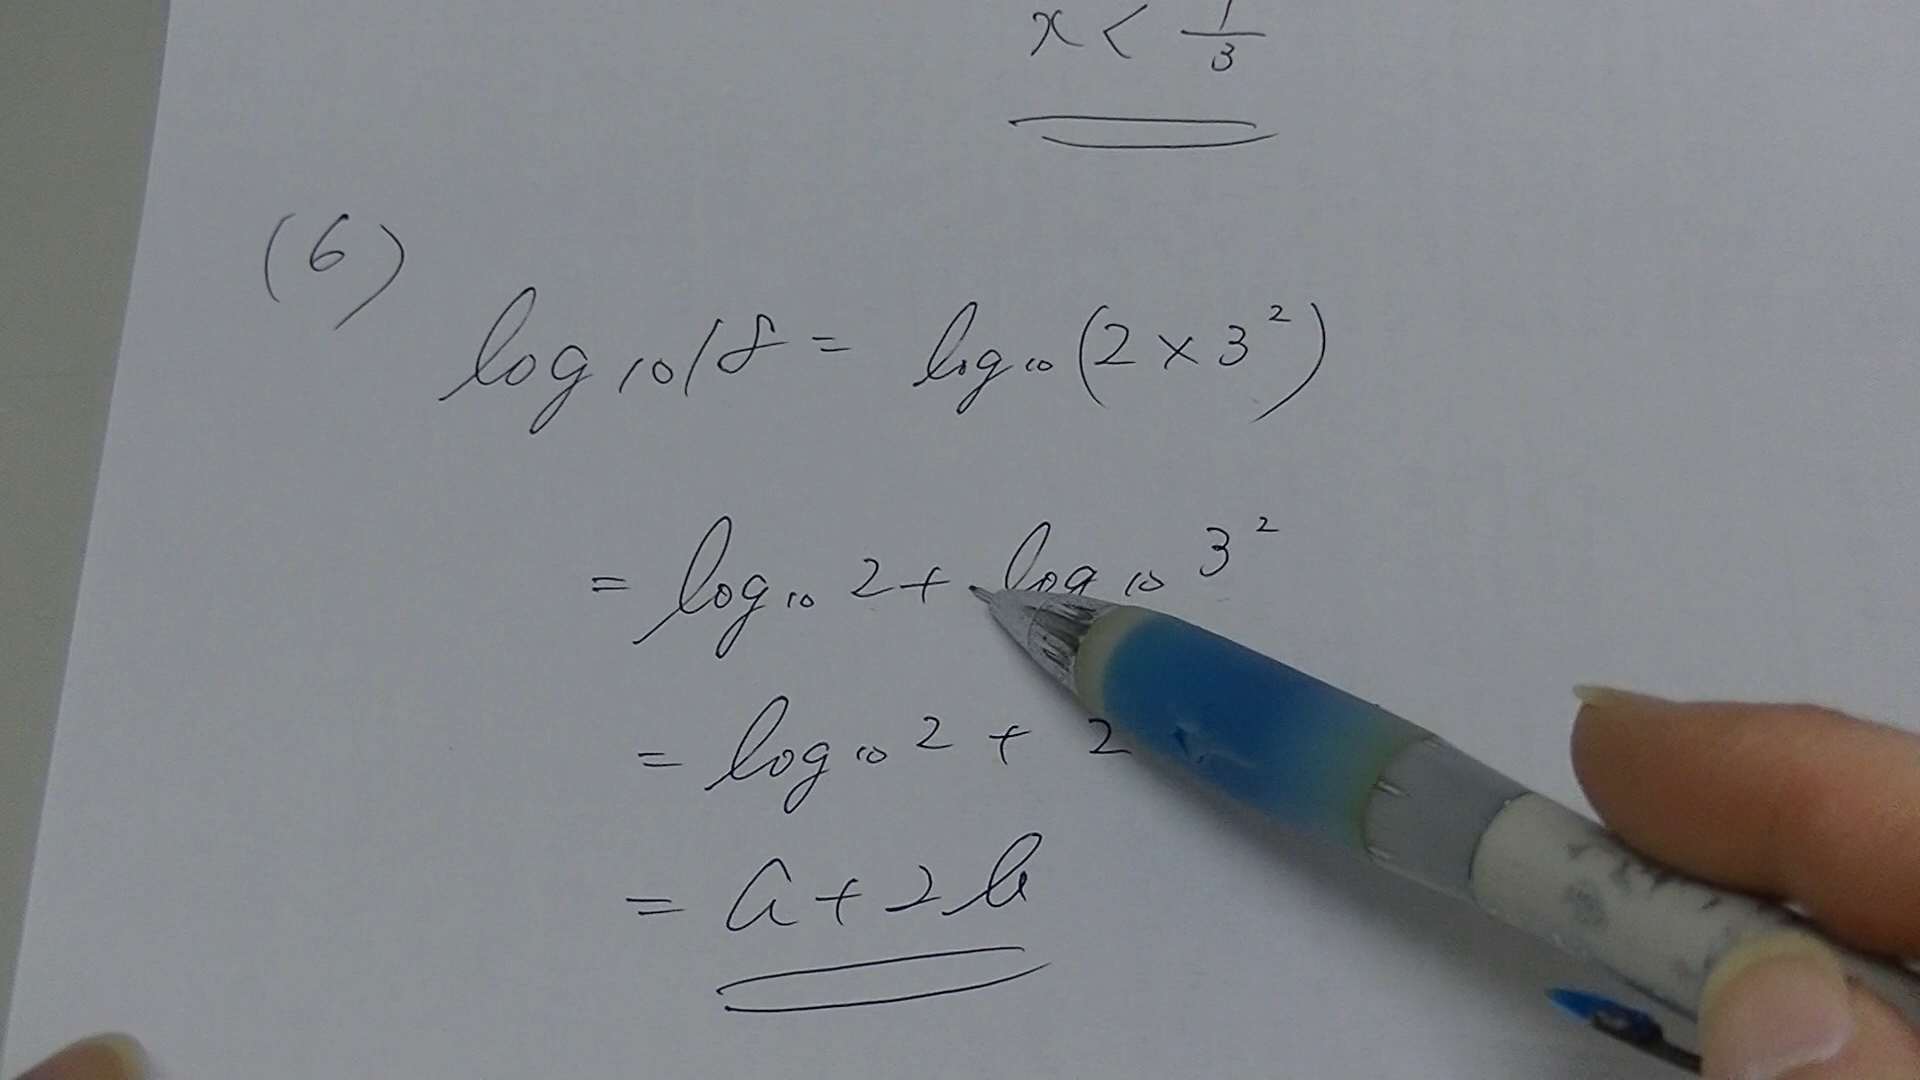 x < 1/3
(6)
log₁₀18 = log₁₀(2 × 3²)
= log₁₀2 + log₁₀3²
= log₁₀2 + 2
= a + 2b